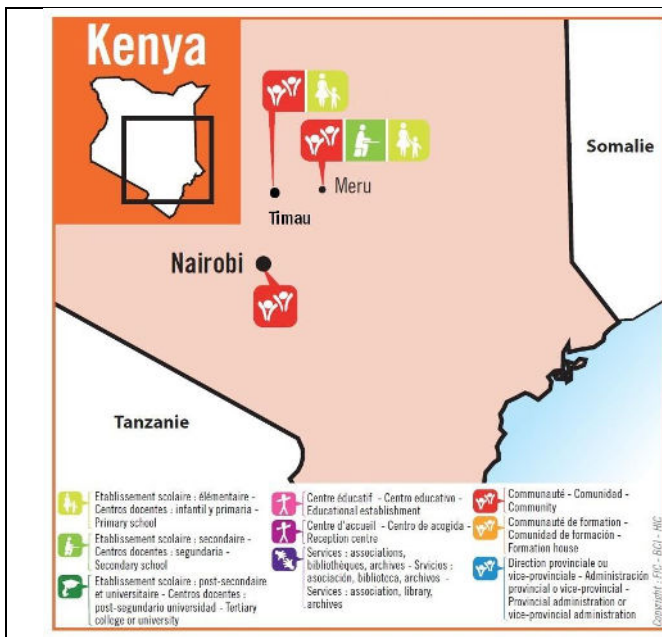 Kenya
Somalie
Meru
Timau
Nairobi
Tanzanie
Etablissement scolaire : élémentaire -
Centros docentes : infantil y primaria -
Primary school
Etablissement scolaire : secondaire -
Centros docentes : segundaria -
Secondary school
Etablissement scolaire : post-secondaire
et universitaire - Centros docentes :
post-segundario universidad - Tertiary
college or university
Centre éducatif - Centro educativo -
Educational establishment
Centre d'accueil - Centro de acogida -
Reception centre
Services : associations,
bibliothèques, archives - Srvicios :
asociación, biblioteca, archivos -
Services : association, library,
archives
Communauté - Comunidad -
Community
Communauté de formation -
Comunidad de formación -
Formation house
Direction provinciale ou
vice-provinciale - Administración
provincial o vice-provincial -
Provincial administration or
vice-provincial administration
Copyright : FIC - BCI - HIC